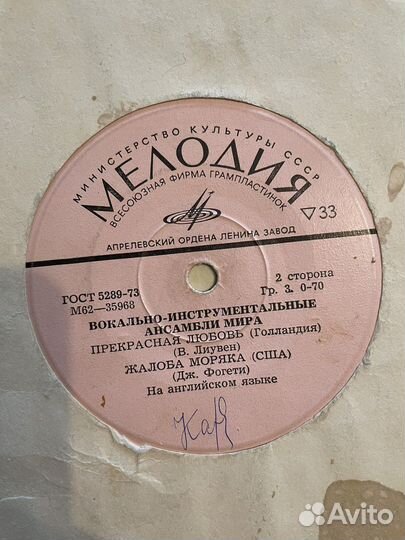 МИНИСТЕРСТВО КУЛЬТУРЫ СССР
МЕЛОДИЯ
ВСЕСОЮЗНАЯ ФИРМА ГРАМПЛАСТИНОК
▽33
АПРЕЛЕВСКИЙ ОРДЕНА ЛЕНИНА ЗАВОД
ГОСТ 5289-73
2 сторона
М62—35968
Гр. 3. 0-70
ВОКАЛЬНО-ИНСТРУМЕНТАЛЬНЫЕ
АНСАМБЛИ МИРА
ПРЕКРАСНАЯ ЛЮБОВЬ (Голландия)
(В. Лиувен)
ЖАЛОБА МОРЯКА (США)
(Дж. Фогети)
На английском языке
Avito